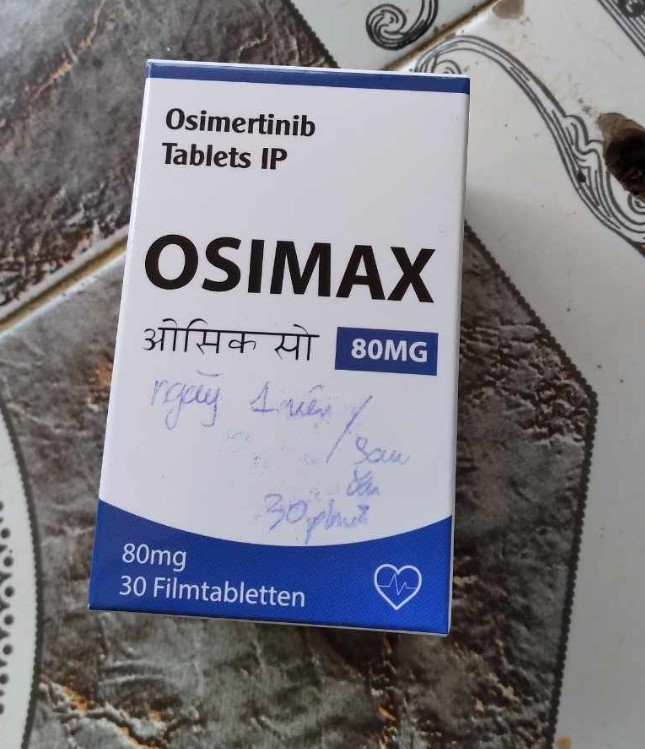 Osimertinib
Tablets IP
OSIMAX
ओसिक सो
80MG
ngày 1 viên /
sau
ăn
30 phút
80mg
30 Filmtabletten